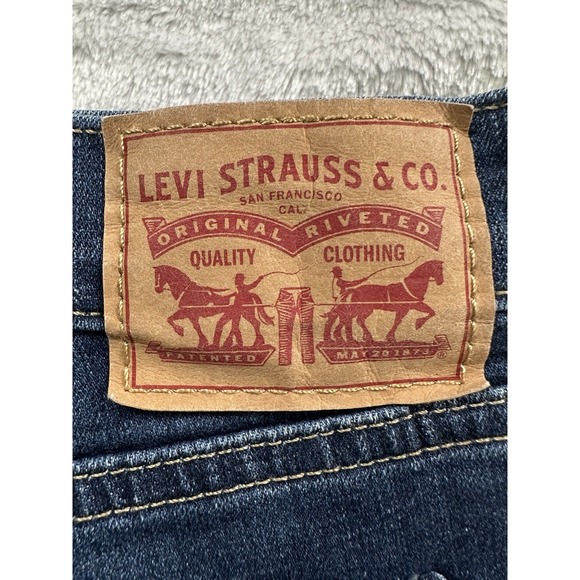 LEVI STRAUSS & CO.
SAN FRANCISCO
CAL.
ORIGINAL RIVETED
QUALITY CLOTHING
PATENTED MAY 20 1873 ®